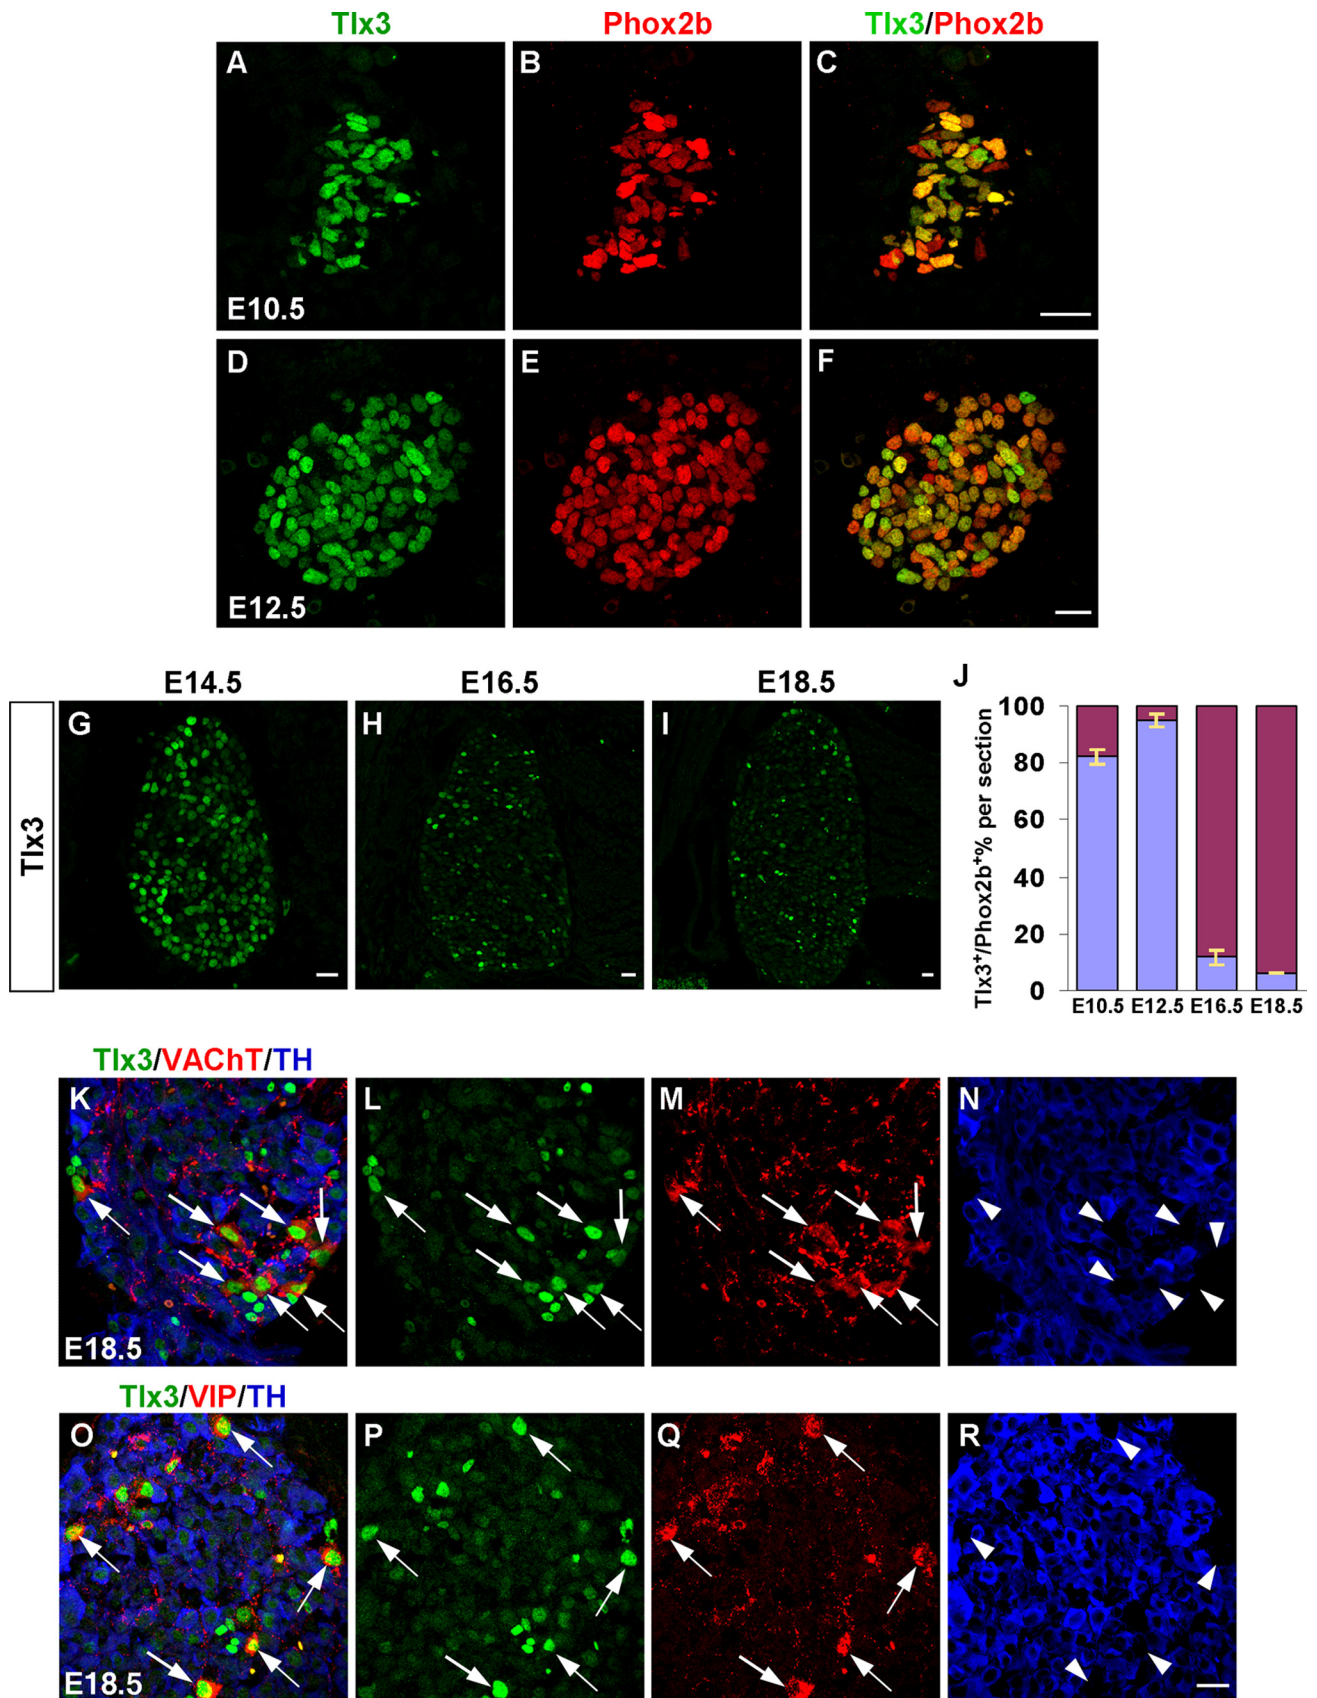 Tlx3
Phox2b
Tlx3/Phox2b
A
B
C
E10.5
D
E
F
E12.5
E14.5
E16.5
E18.5
J
Tlx3
G
H
I
Tlx3⁺/Phox2b⁺% per section
100
80
60
40
20
0
E10.5 E12.5 E16.5 E18.5
Tlx3/VAChT/TH
K
L
M
N
E18.5
Tlx3/VIP/TH
O
P
Q
R
E18.5